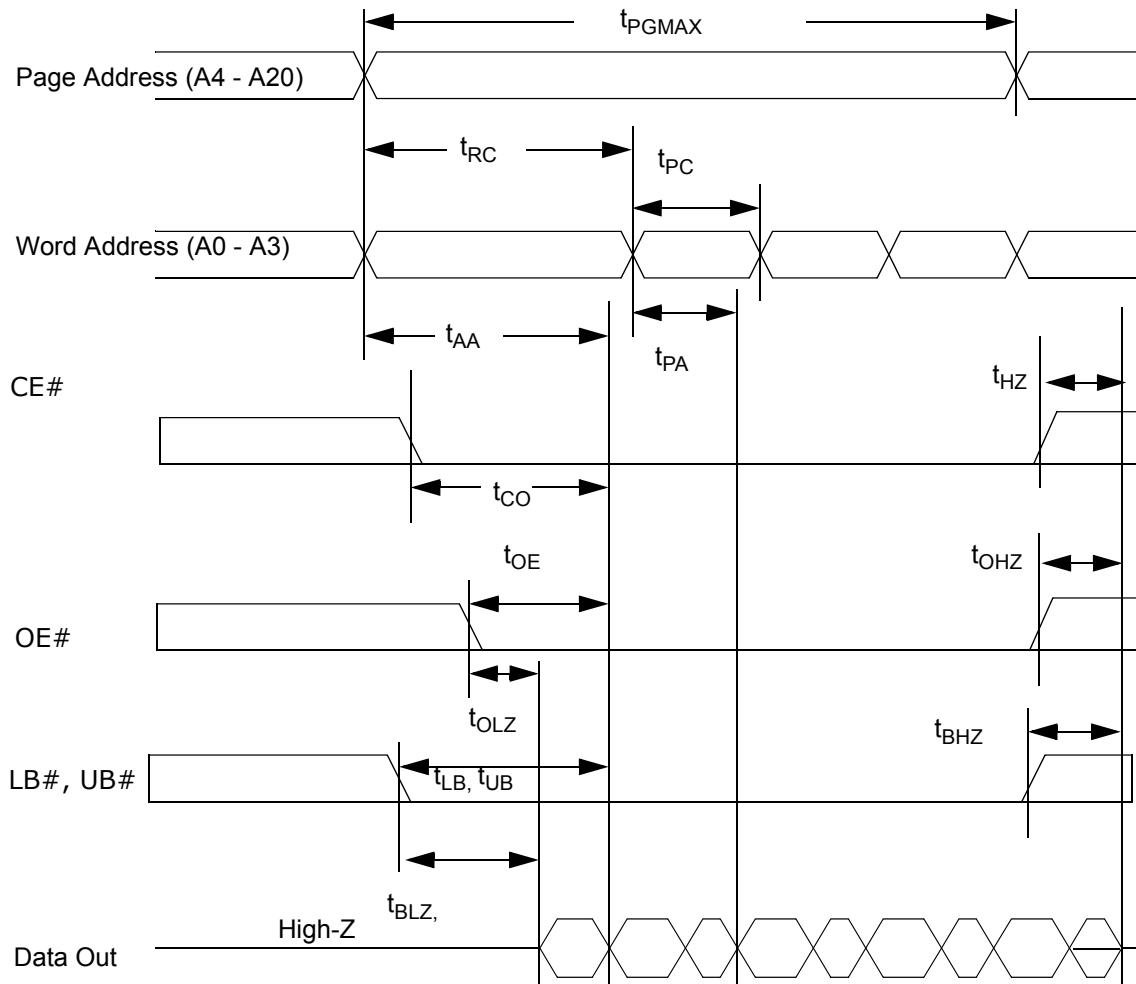 tPGMAX
Page Address (A4 - A20)
tRC
tPC
Word Address (A0 - A3)
tAA
tPA
CE#
tHZ
tCO
tOE
tOHZ
OE#
tOLZ
tBHZ
LB#, UB#
tLB, tUB
tBLZ,
High-Z
Data Out